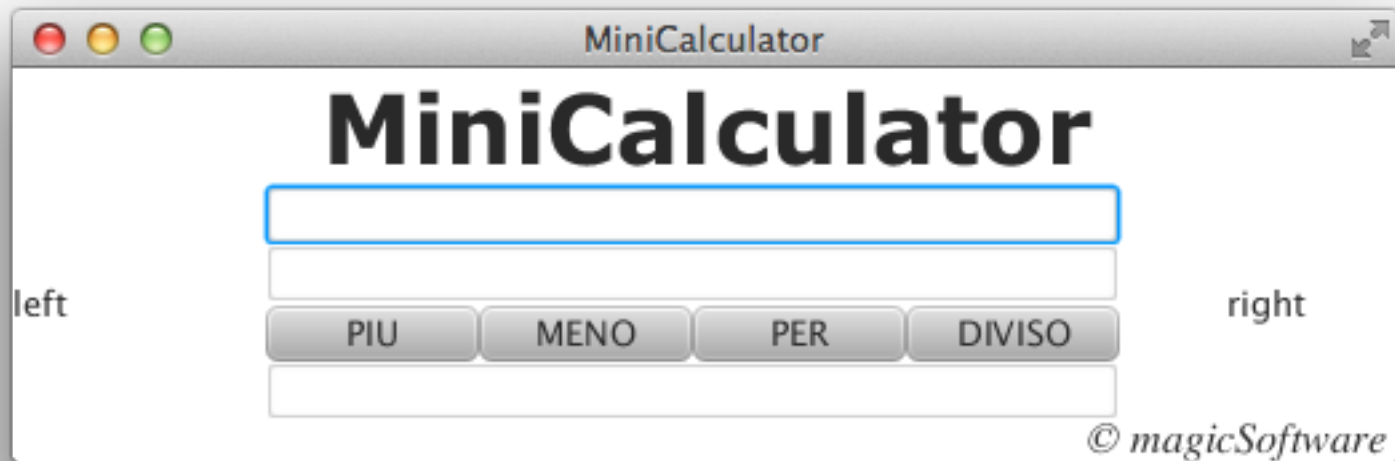 MiniCalculator
MiniCalculator
left
right
PIU MENO PER DIVISO
© magicSoftware